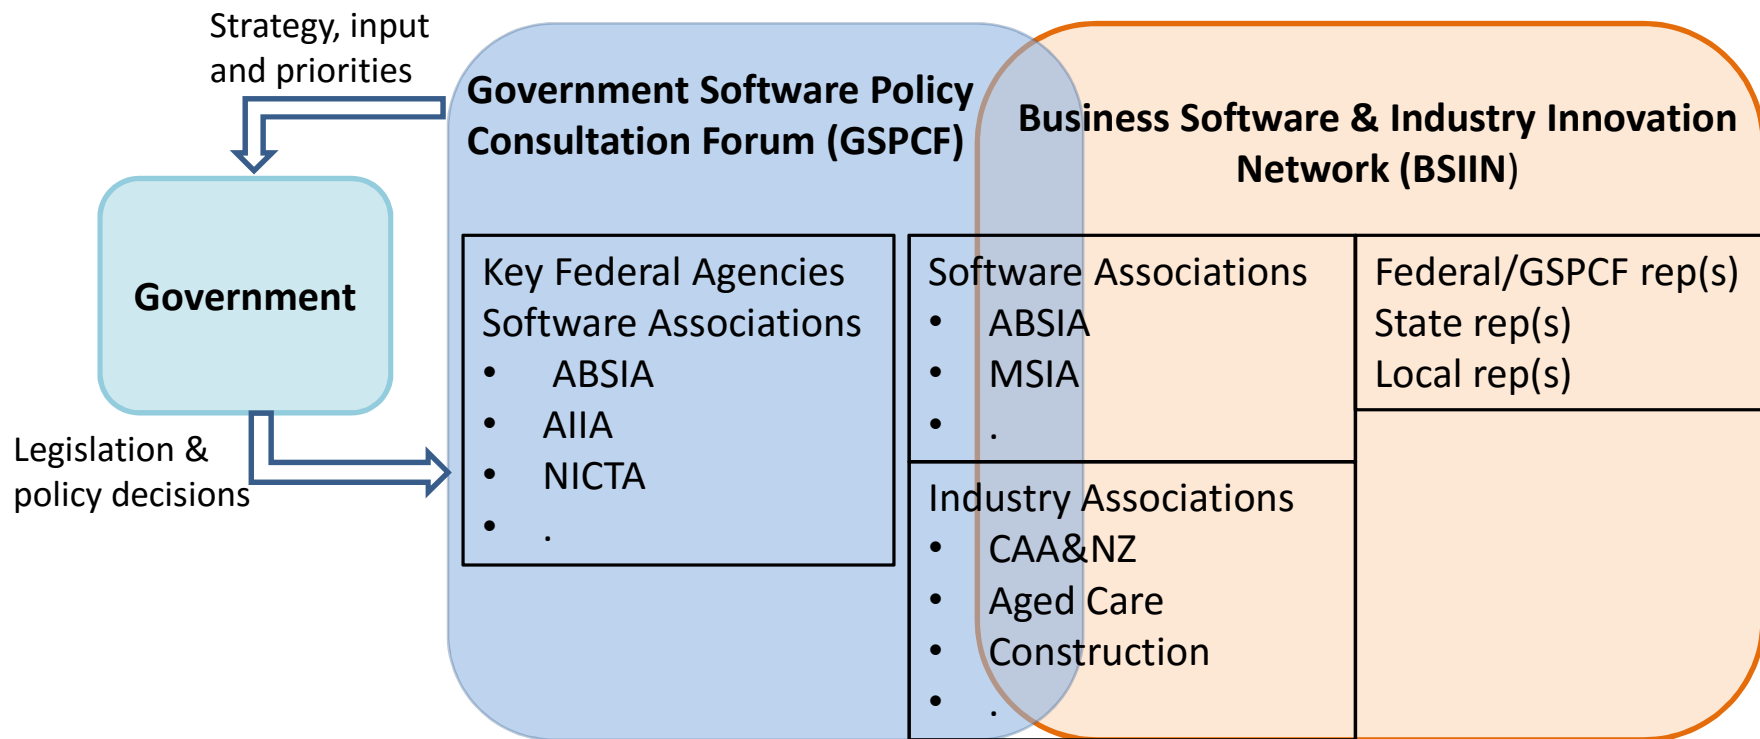 Strategy, input
and priorities
Government Software Policy
Consultation Forum (GSPCF)
Business Software & Industry Innovation
Network (BSIIN)
Government
Legislation &
policy decisions
Key Federal Agencies
Software Associations
• ABSIA
• AIIA
• NICTA
• .
Software Associations
• ABSIA
• MSIA
• .
Industry Associations
• CAA&NZ
• Aged Care
• Construction
• .
Federal/GSPCF rep(s)
State rep(s)
Local rep(s)